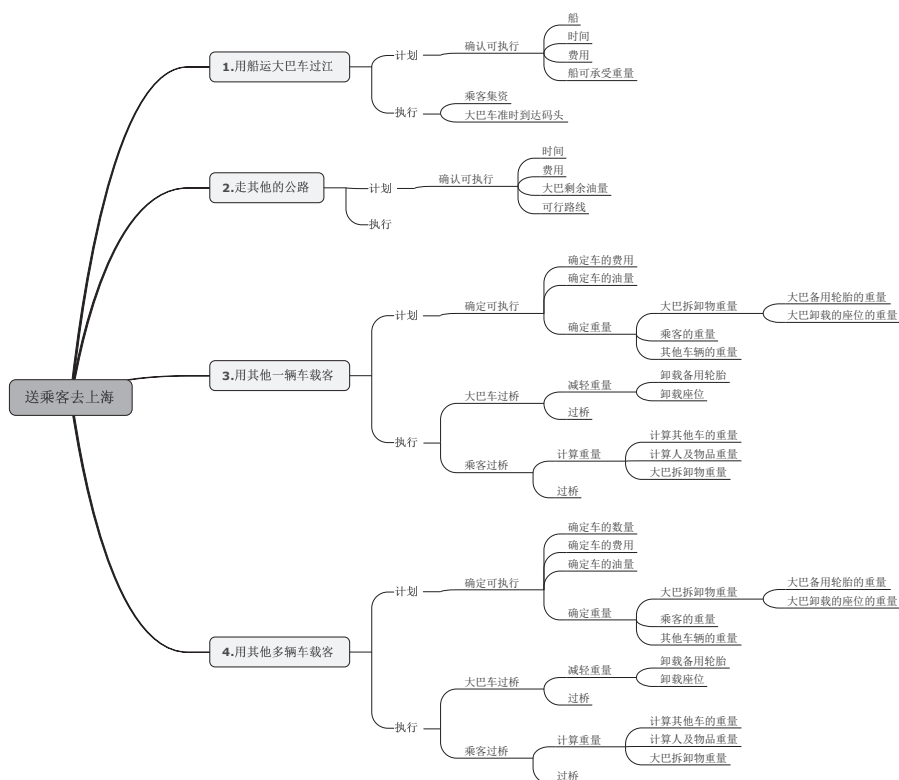 送乘客去上海
1.用船运大巴车过江
计划
确认可执行
船
时间
费用
船可承受重量
执行
乘客集资
大巴车准时到达码头
2.走其他的公路
计划
确认可执行
时间
费用
大巴剩余油量
可行路线
执行
3.用其他一辆车载客
计划
确定可执行
确定车的费用
确定车的油量
确定重量
大巴拆卸物重量
大巴备用轮胎的重量
大巴卸载的座位的重量
乘客的重量
其他车辆的重量
执行
大巴车过桥
减轻重量
卸载备用轮胎
卸载座位
过桥
乘客过桥
计算重量
计算其他车的重量
计算人及物品重量
大巴拆卸物重量
过桥
4.用其他多辆车载客
计划
确定可执行
确定车的数量
确定车的费用
确定车的油量
确定重量
大巴拆卸物重量
大巴备用轮胎的重量
大巴卸载的座位的重量
乘客的重量
其他车辆的重量
执行
大巴车过桥
减轻重量
卸载备用轮胎
卸载座位
过桥
乘客过桥
计算重量
计算其他车的重量
计算人及物品重量
大巴拆卸物重量
过桥